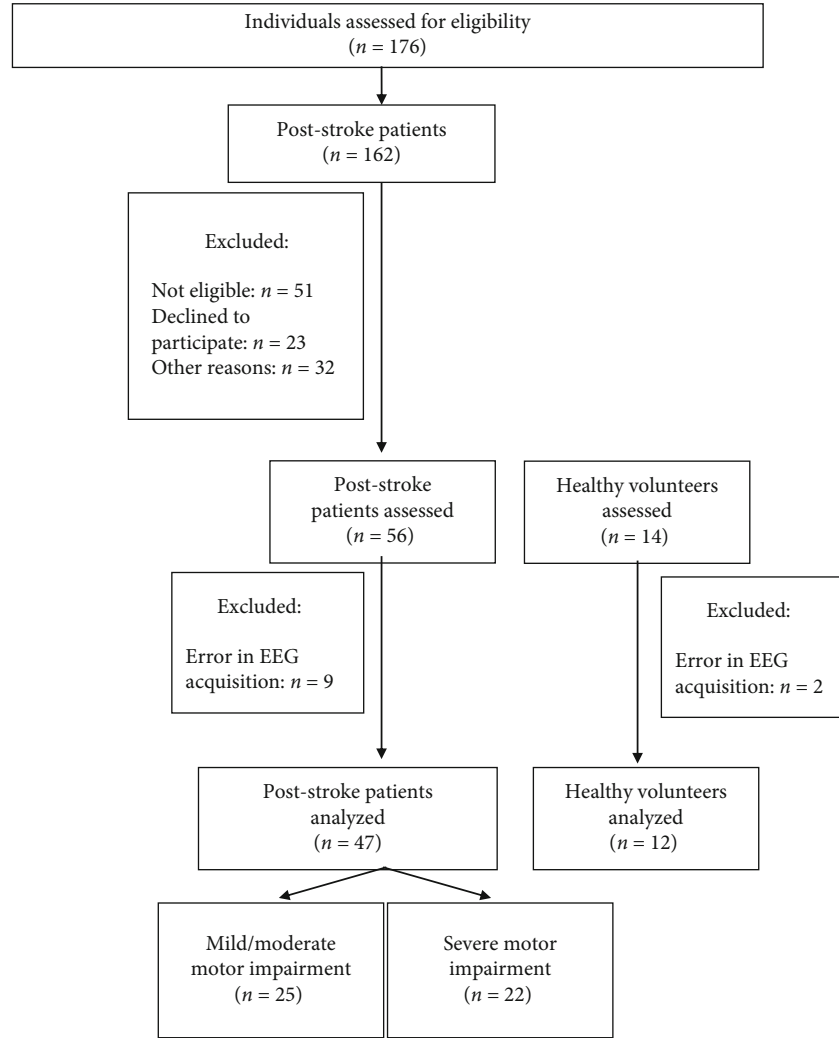 Individuals assessed for eligibility
(n = 176)
Post-stroke patients
(n = 162)
Excluded:
Not eligible: n = 51
Declined to
participate: n = 23
Other reasons: n = 32
Post-stroke
patients assessed
(n = 56)
Healthy volunteers
assessed
(n = 14)
Excluded:
Error in EEG
acquisition: n = 9
Excluded:
Error in EEG
acquisition: n = 2
Post-stroke patients
analyzed
(n = 47)
Healthy volunteers
analyzed
(n = 12)
Mild/moderate
motor impairment
(n = 25)
Severe motor
impairment
(n = 22)